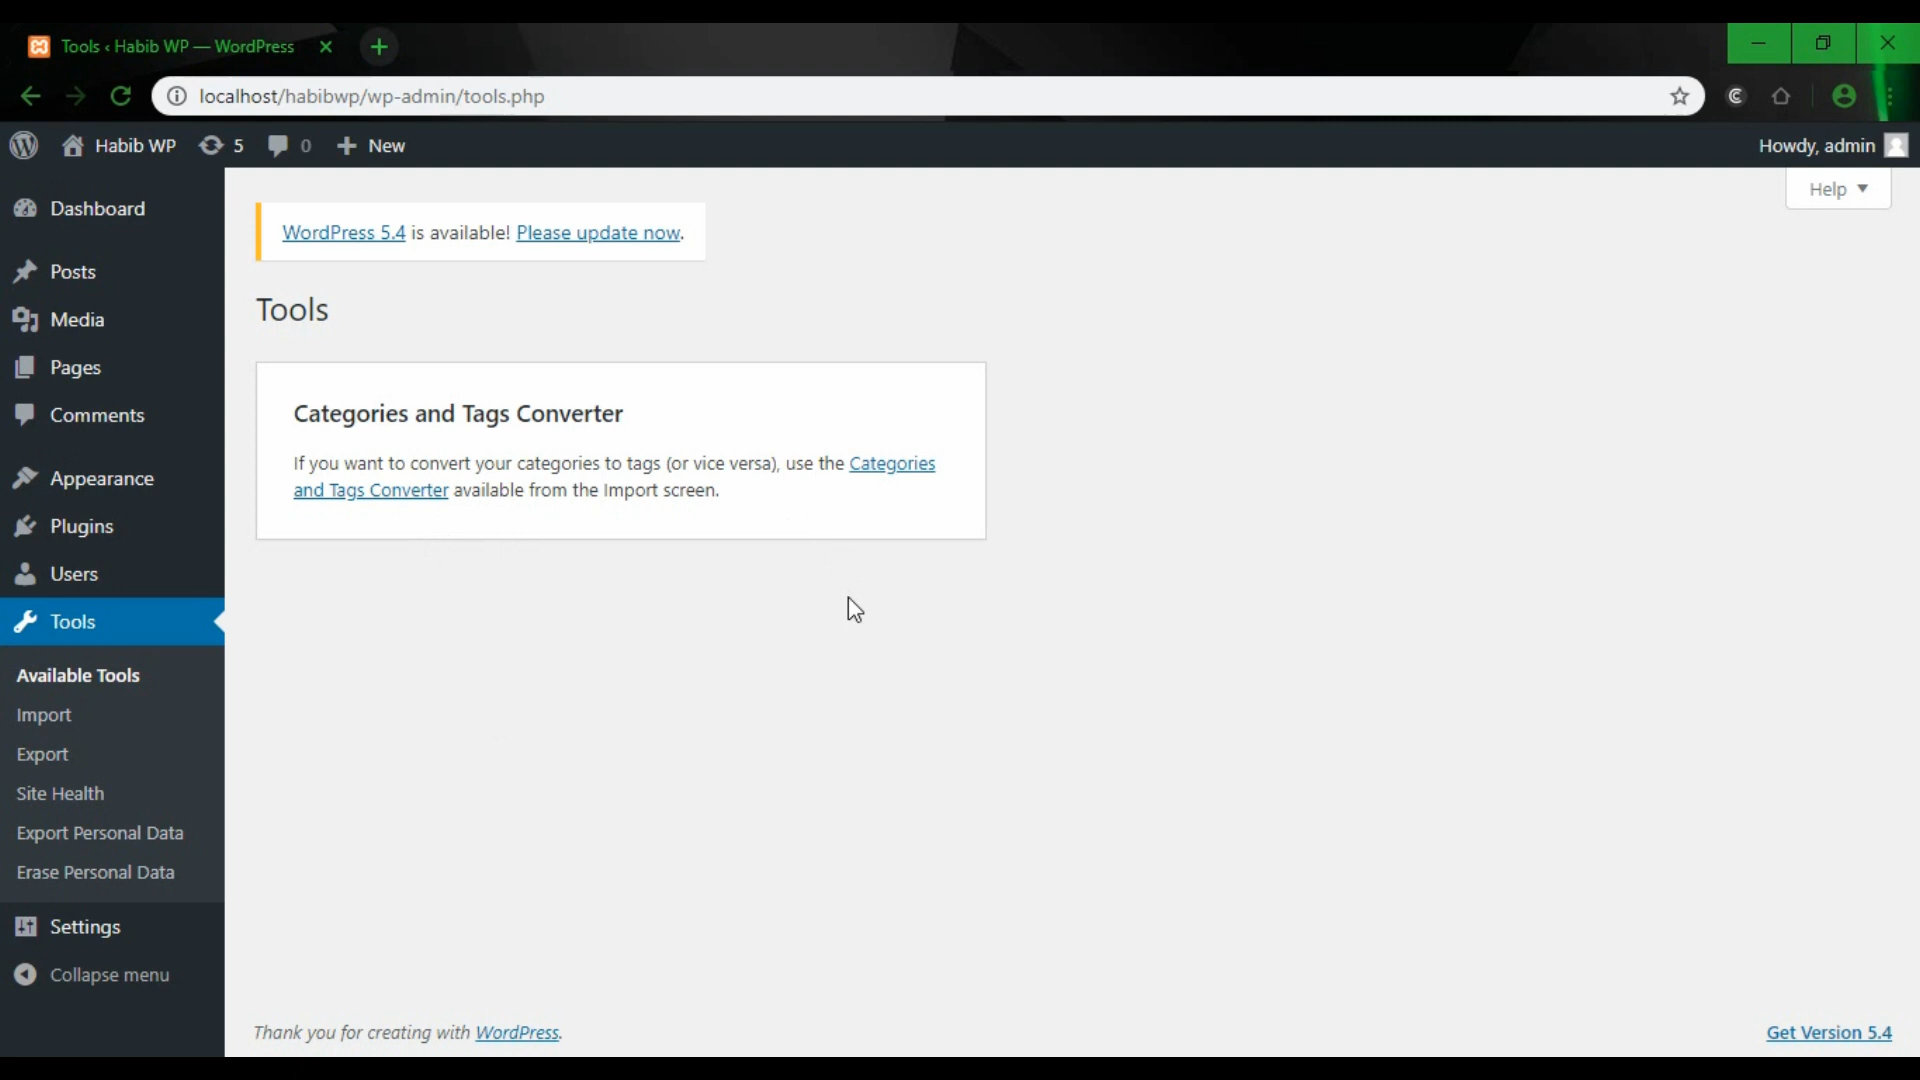 Tools ‹ Habib WP — WordPress
localhost/habibwp/wp-admin/tools.php
Habib WP 5 0 New Howdy, admin
Help
Dashboard
Posts
Media
Pages
Comments
Appearance
Plugins
Users
Tools
Available Tools
Import
Export
Site Health
Export Personal Data
Erase Personal Data
Settings
Collapse menu
WordPress 5.4 is available! Please update now.
Tools
Categories and Tags Converter
If you want to convert your categories to tags (or vice versa), use the Categories
and Tags Converter available from the Import screen.
Thank you for creating with WordPress.
Get Version 5.4